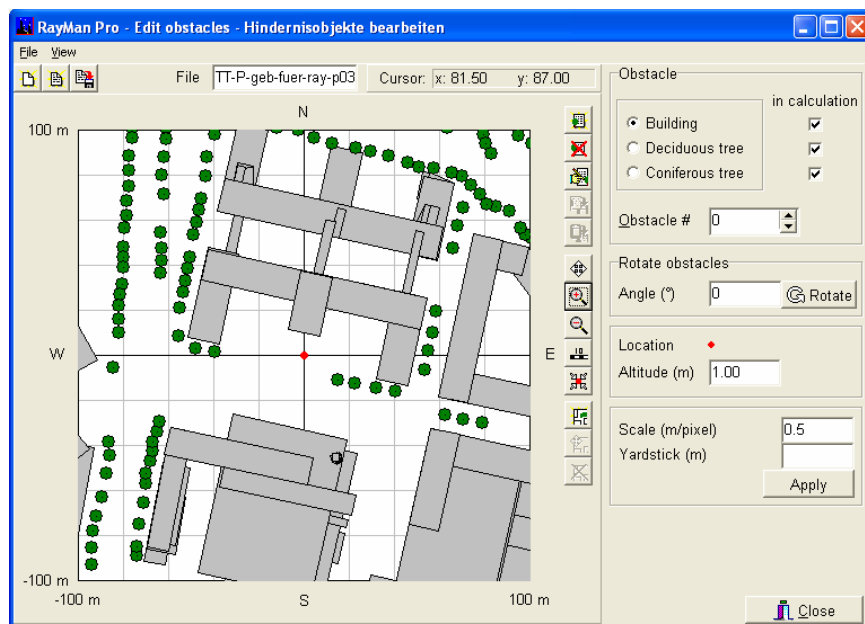 RayMan Pro - Edit obstacles - Hindernisobjekte bearbeiten
File View
File TT-P-geb-fuer-ray-p03 Cursor: x: 81.50 y: 87.00
N
100 m
W
E
-100 m
-100 m
S
100 m
Obstacle
in calculation
Building
Deciduous tree
Coniferous tree
Obstacle # 0
Rotate obstacles
Angle (°) 0 Rotate
Location
Altitude (m) 1.00
Scale (m/pixel) 0.5
Yardstick (m)
Apply
Close